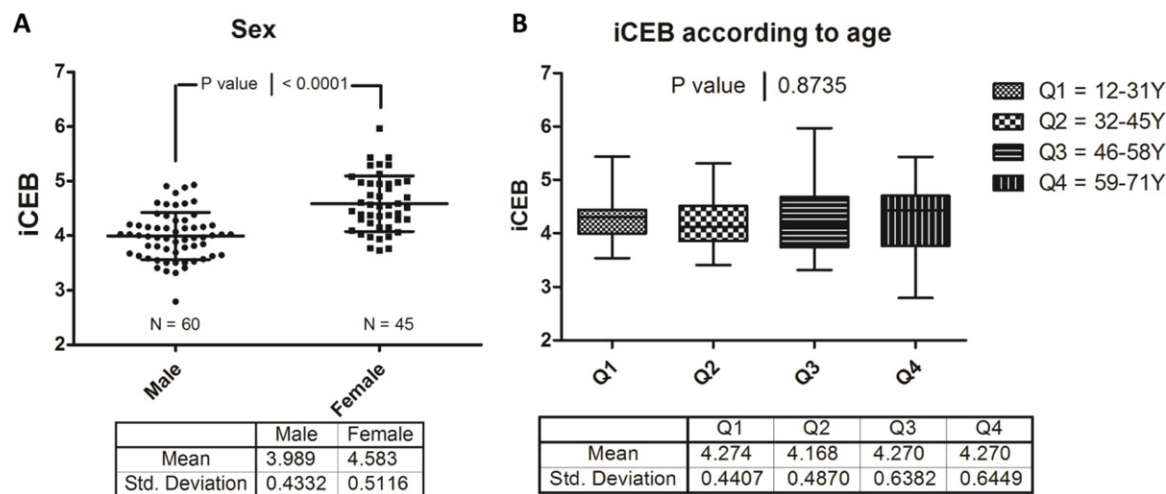 A
Sex
7
6
5
4
3
2
iCEB
P value | < 0.0001
N = 60
N = 45
Male
Female
Male Female
Mean 3.989 4.583
Std. Deviation 0.4332 0.5116
B
iCEB according to age
7
6
5
4
3
2
iCEB
P value | 0.8735
Q1
Q2
Q3
Q4
Q1 = 12-31Y
Q2 = 32-45Y
Q3 = 46-58Y
Q4 = 59-71Y
Q1 Q2 Q3 Q4
Mean 4.274 4.168 4.270 4.270
Std. Deviation 0.4407 0.4870 0.6382 0.6449